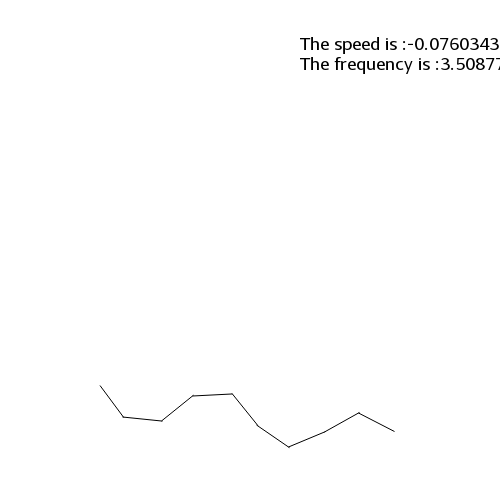 The speed is :-0.0760343
The frequency is :3.50877